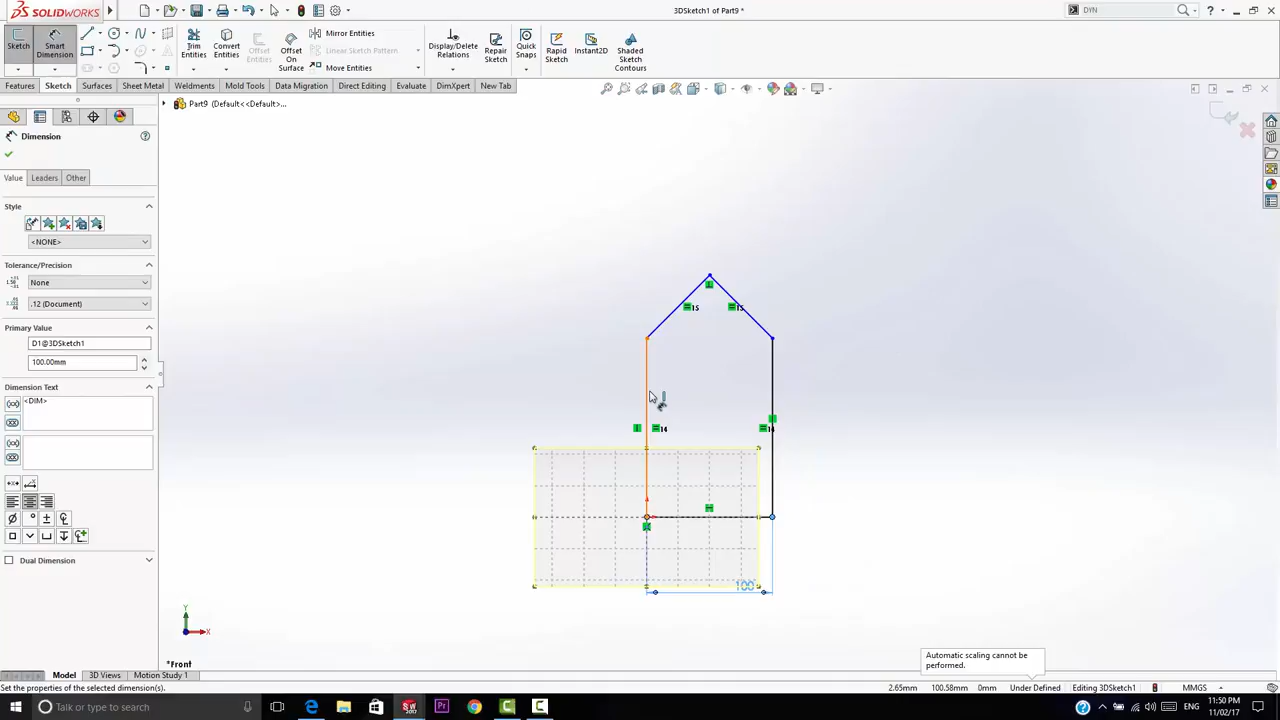 SOLIDWORKS
3DSketch1 of Part9 *
DYN
Sketch
Smart Dimension
Trim Entities
Convert Entities
Offset Entities
Offset On Surface
Mirror Entities
Linear Sketch Pattern
Move Entities
Display/Delete Relations
Repair Sketch
Quick Snaps
Rapid Sketch
Instant2D
Shaded Sketch Contours
Features Sketch Surfaces Sheet Metal Weldments Mold Tools Data Migration Direct Editing Evaluate DimXpert New Tab
Part9 (Default<<Default>...
Dimension
Value Leaders Other
Style
<NONE>
Tolerance/Precision
None
.12 (Document)
Primary Value
D1@3DSketch1
100.00mm
Dimension Text
<DIM>
Dual Dimension
15
15
14
14
100
Y
X
*Front
Automatic scaling cannot be
performed.
Model 3D Views Motion Study 1
Set the properties of the selected dimension(s).
2.65mm 100.58mm 0mm Under Defined Editing 3DSketch1 MMGS
Talk to Cortana
ENG
11:50 PM
11/02/17